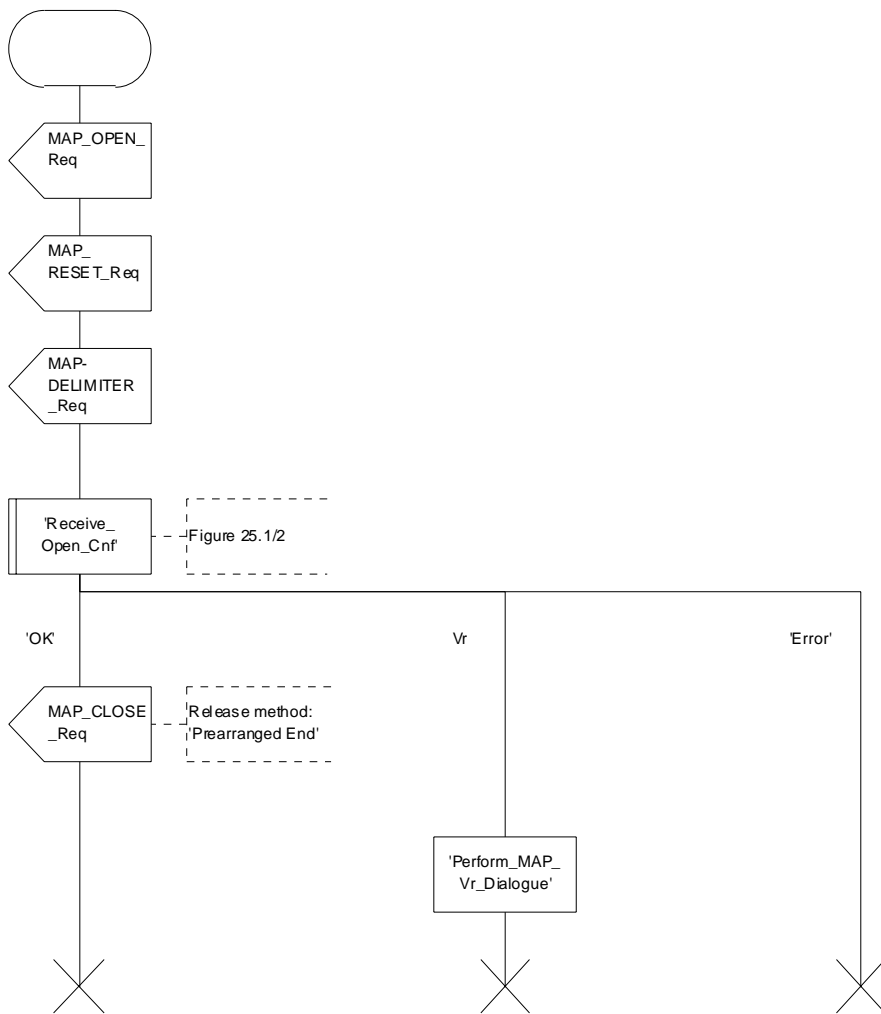 MAP_OPEN_
Req
MAP_
RESET_Req
MAP-
DELIMITER
_Req
'Receive_
Open_Cnf'
Figure 25.1/2
'OK'
Vr
'Error'
MAP_CLOSE
_Req
Release method:
'Prearranged End'
'Perform_MAP_
Vr_Dialogue'